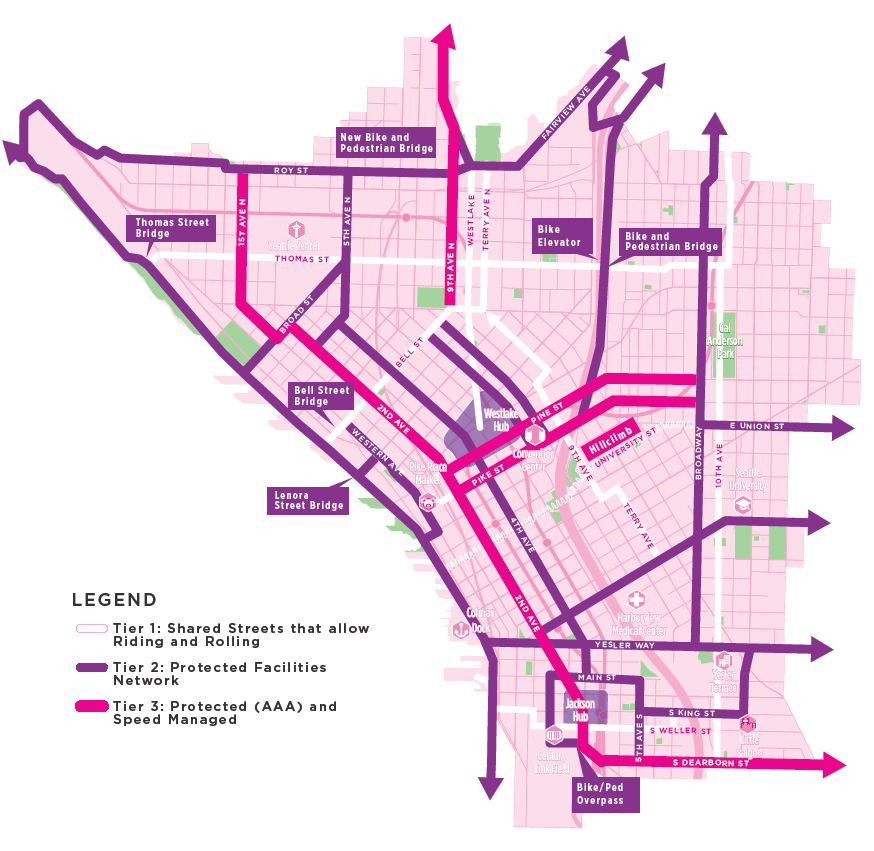 FAIRVIEW AVE
New Bike and
Pedestrian Bridge
ROY ST
1ST AVE N
5TH AVE N
9TH AVE N
WESTLAKE
TERRY AVE N
Thomas Street
Bridge
Seattle Center
THOMAS ST
Bike
Elevator
Bike and
Pedestrian Bridge
BROAD ST
BELL ST
Cal
Anderson
Park
Bell Street
Bridge
2ND AVE
Westlake
Hub
PINE ST
PIKE ST
Hillclimb
UNIVERSITY ST
E UNION ST
WESTERN AVE
Pike Place
Market
Convention
Center
9TH AVE
BROADWAY
10TH AVE
Seattle
University
Lenora
Street Bridge
4TH AVE
TERRY AVE
LEGEND
Tier 1: Shared Streets that allow
Riding and Rolling
Tier 2: Protected Facilities
Network
Tier 3: Protected (AAA) and
Speed Managed
2ND AVE
Colman
Dock
Harborview
Medical Center
YESLER WAY
Yesler
Terrace
MAIN ST
Jackson
Hub
S KING ST
5TH AVE S
S WELLER ST
Little
Saigon
Century
Link Field
S DEARBORN ST
Bike/Ped
Overpass